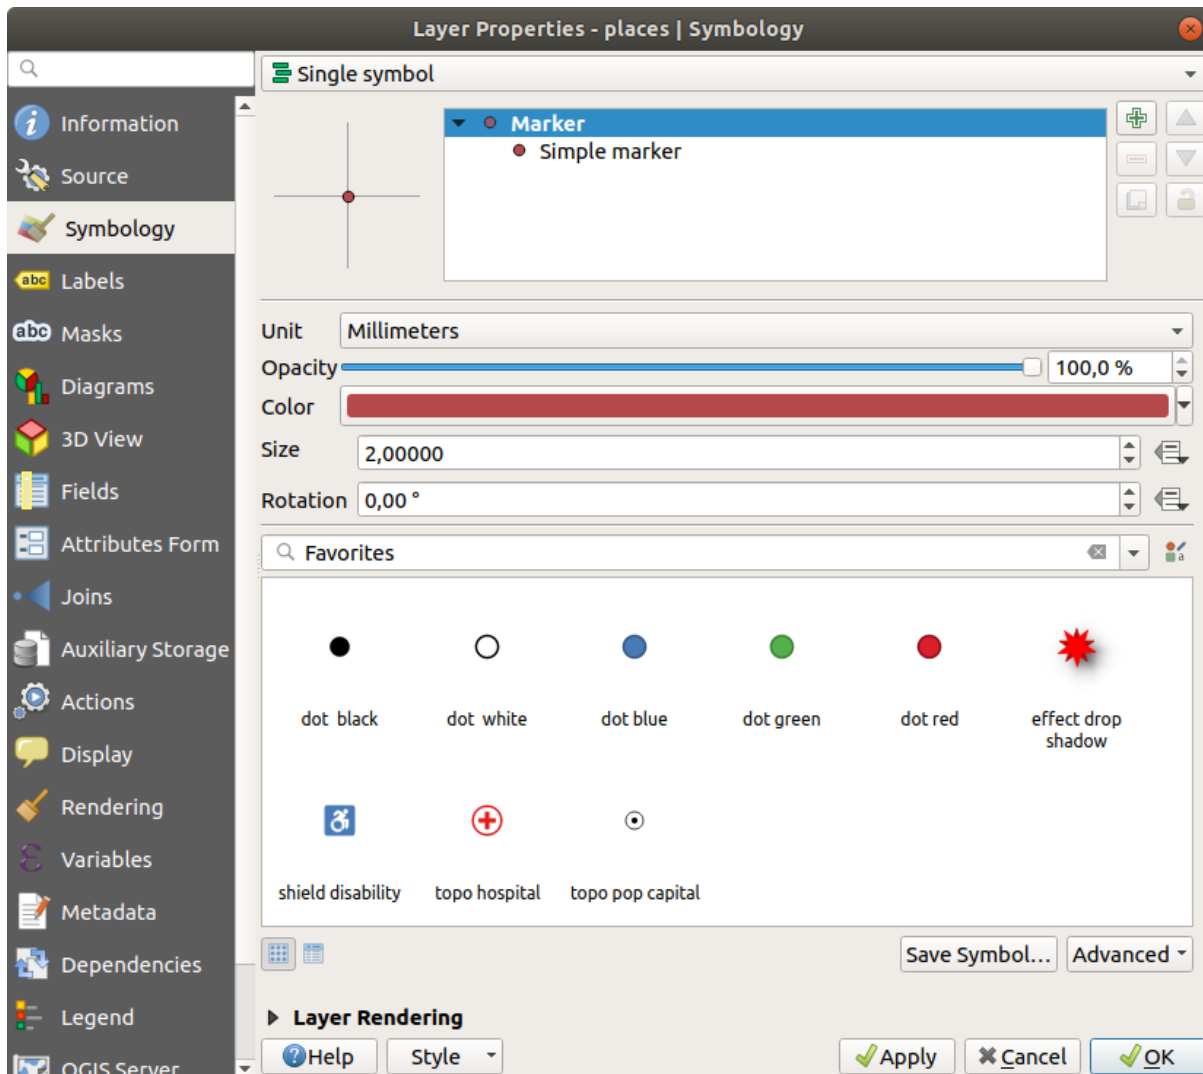 Layer Properties - places | Symbology
Single symbol
Information
Source
Symbology
Labels
Masks
Diagrams
3D View
Fields
Attributes Form
Joins
Auxiliary Storage
Actions
Display
Rendering
Variables
Metadata
Dependencies
Legend
QGIS Server
Marker
Simple marker
Unit Millimeters
Opacity 100,0 %
Color
Size 2,00000
Rotation 0,00 °
Favorites
dot black dot white dot blue dot green dot red effect drop
shadow
shield disability topo hospital topo pop capital
Save Symbol... Advanced
Layer Rendering
Help Style Apply Cancel OK